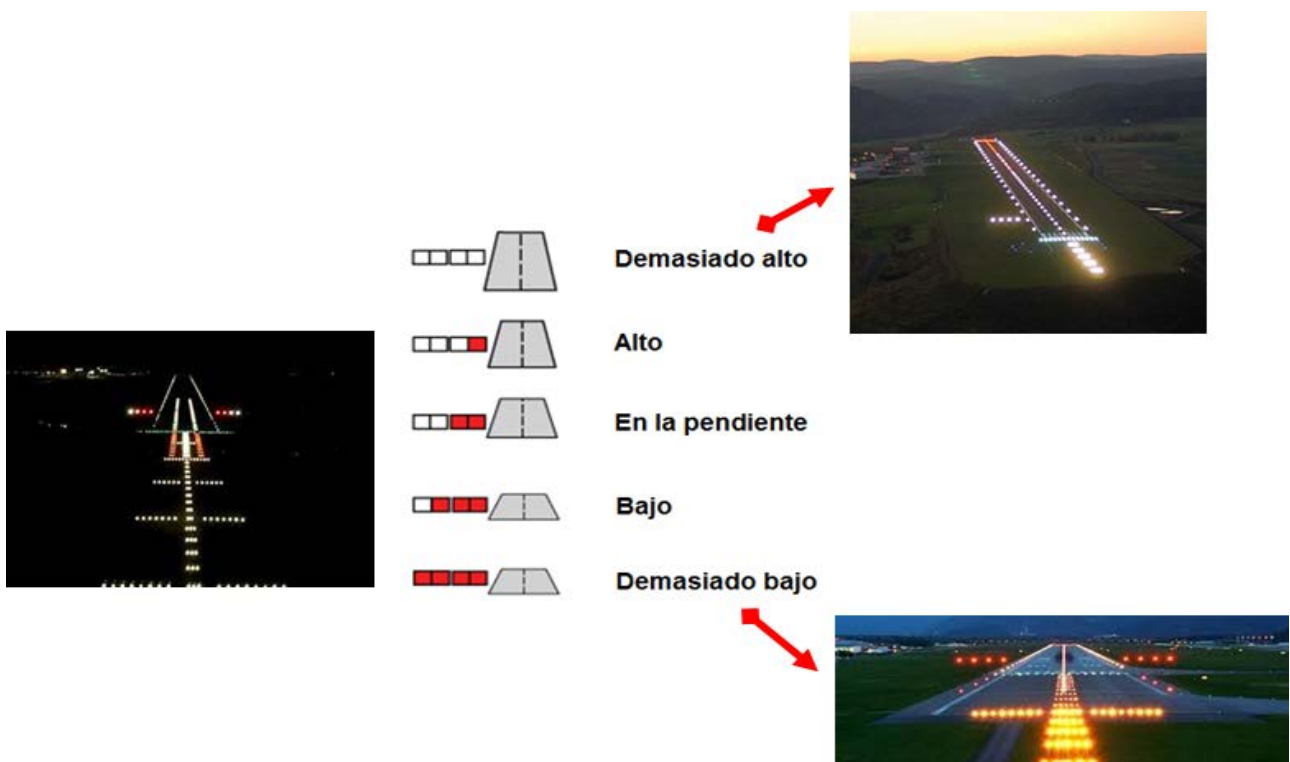 Demasiado alto
Alto
En la pendiente
Bajo
Demasiado bajo